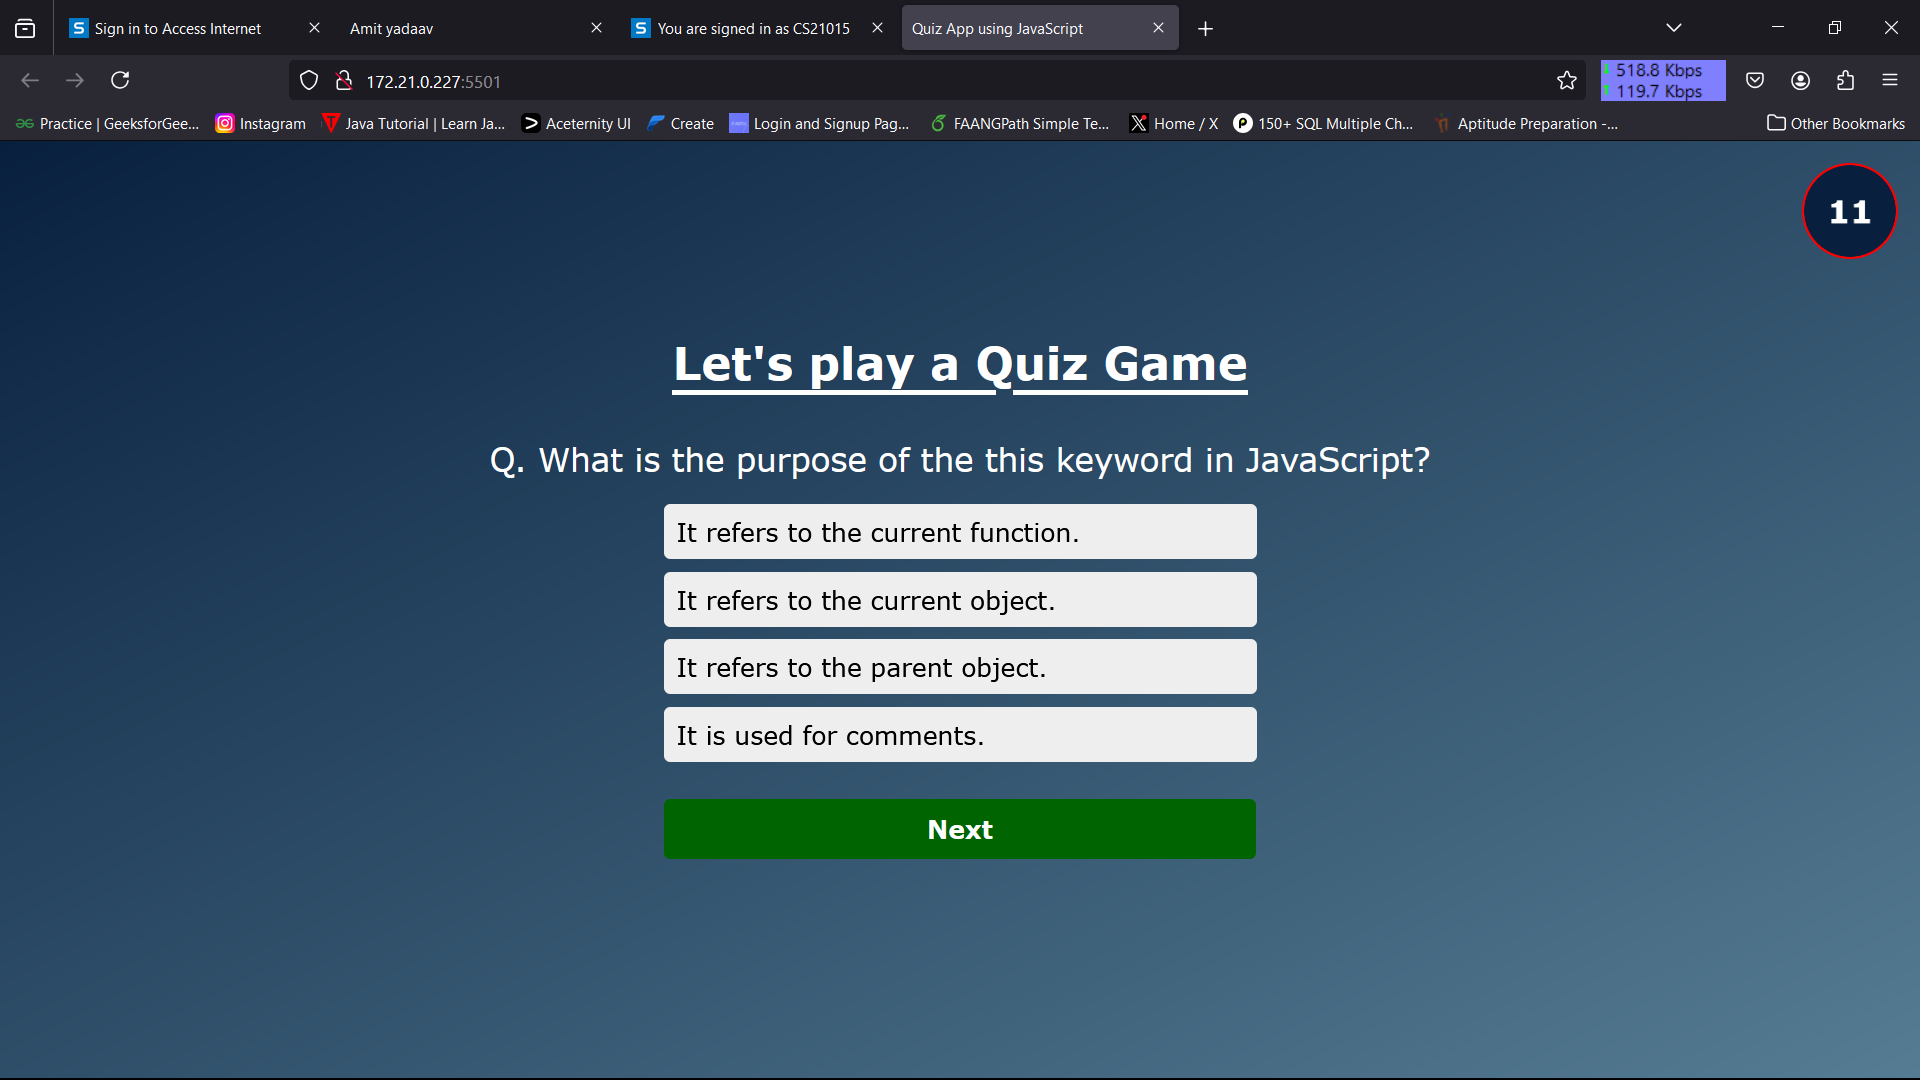 Sign in to Access Internet
Amit yadaav
You are signed in as CS21015
Quiz App using JavaScript
172.21.0.227:5501
518.8 Kbps
119.7 Kbps
Practice | GeeksforGee...
Instagram
Java Tutorial | Learn Ja...
Aceternity UI
Create
Login and Signup Pag...
FAANGPath Simple Te...
Home / X
150+ SQL Multiple Ch...
Aptitude Preparation -...
Other Bookmarks
11
Let's play a Quiz Game
Q. What is the purpose of the this keyword in JavaScript?
It refers to the current function.
It refers to the current object.
It refers to the parent object.
It is used for comments.
Next